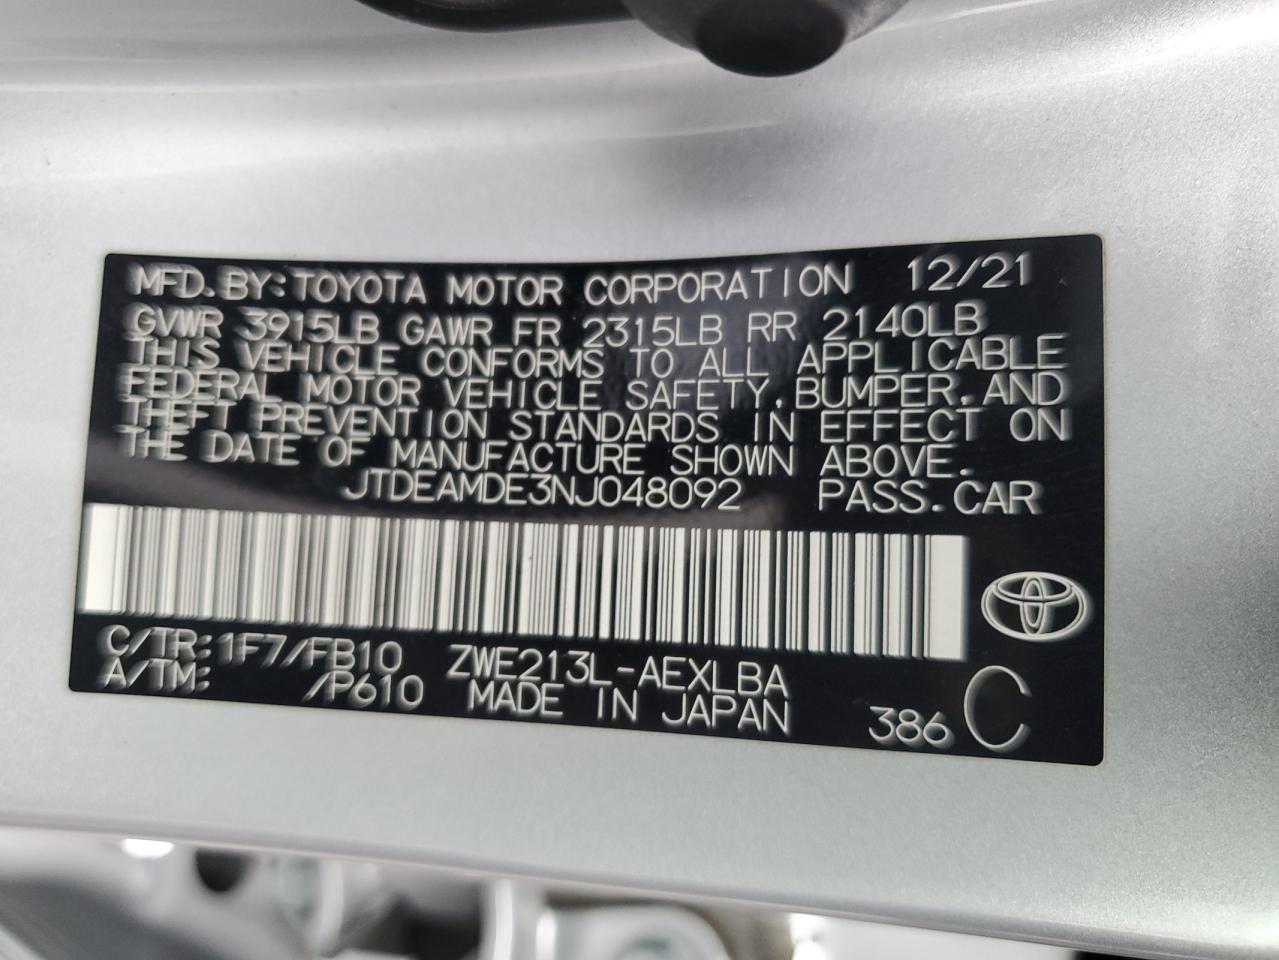 MFD. BY: TOYOTA MOTOR CORPORATION 12/21
GVWR 3915LB GAWR FR 2315LB RR 2140LB
THIS VEHICLE CONFORMS TO ALL APPLICABLE
FEDERAL MOTOR VEHICLE SAFETY, BUMPER, AND
THEFT PREVENTION STANDARDS IN EFFECT ON
THE DATE OF MANUFACTURE SHOWN ABOVE.
JTDEAMDE3NJ048092 PASS. CAR
C/TR: 1F7/FB10 ZWE213L-AEXLBA
A/TM: /P610 MADE IN JAPAN 386 C